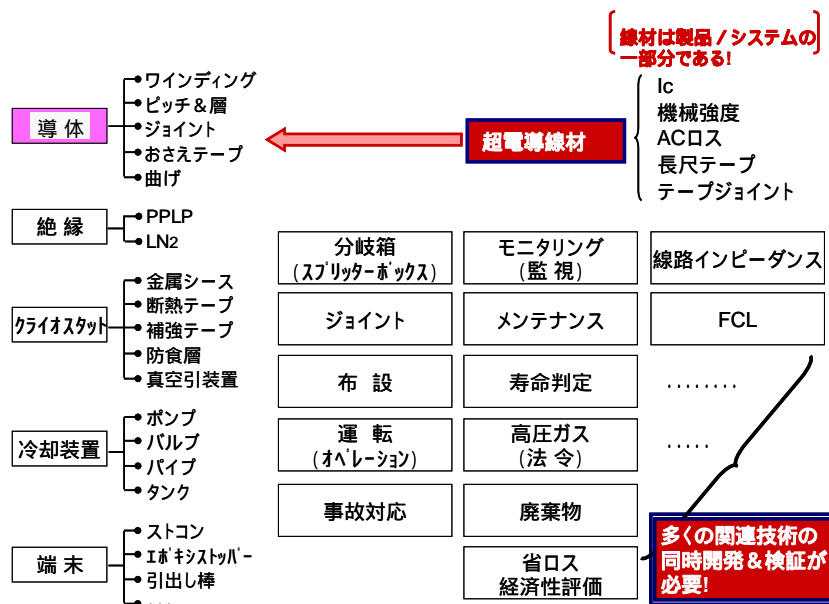 線材は製品/システムの
一部分である!
導体
ワインディング
ピッチ&層
ジョイント
おさえテープ
曲げ
超電導線材
Ic
機械強度
ACロス
長尺テープ
テープジョイント
絶縁
PPLP
LN2
クライオスタット
金属シース
断熱テープ
補強テープ
防食層
真空引装置
冷却装置
ポンプ
バルブ
パイプ
タンク
端末
ストコン
エポキシストッパー
引出し棒
分岐箱
(スプリッターボックス)
モニタリング
(監視)
線路インピーダンス
ジョイント
メンテナンス
FCL
布設
寿命判定
........
運転
(オペレーション)
高圧ガス
(法令)
.....
事故対応
廃棄物
省ロス
経済性評価
多くの関連技術の
同時開発&検証が
必要!